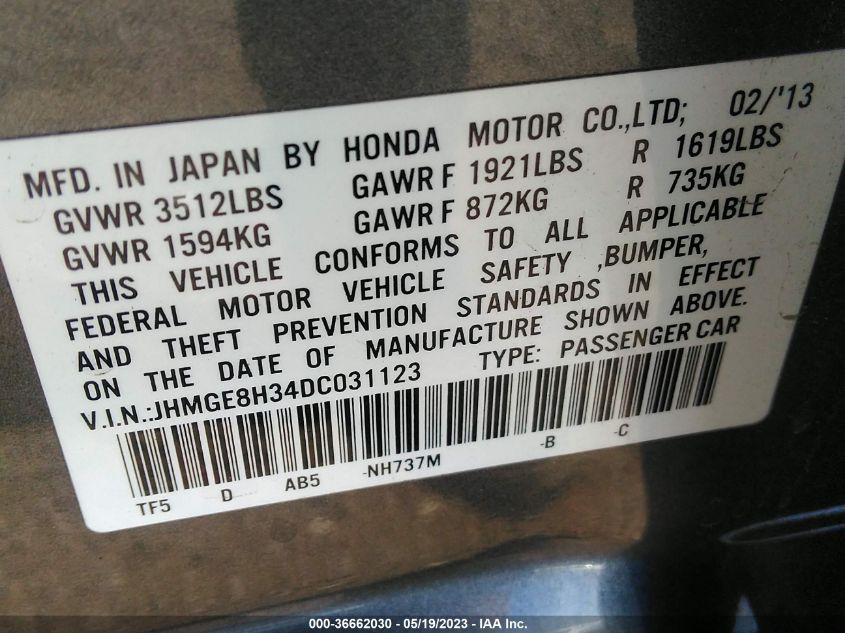 MFD. IN JAPAN BY HONDA MOTOR CO.,LTD; 02/'13
GVWR 3512LBS GAWR F 1921LBS R 1619LBS
GVWR 1594KG GAWR F 872KG R 735KG
THIS VEHICLE CONFORMS TO ALL APPLICABLE
FEDERAL MOTOR VEHICLE SAFETY ,BUMPER,
AND THEFT PREVENTION STANDARDS IN EFFECT
ON THE DATE OF MANUFACTURE SHOWN ABOVE.
V.I.N.:JHMGE8H34DC031123 TYPE: PASSENGER CAR
TF5 D AB5 -NH737M -B -C
000-36662030 - 05/19/2023 - IAA Inc.